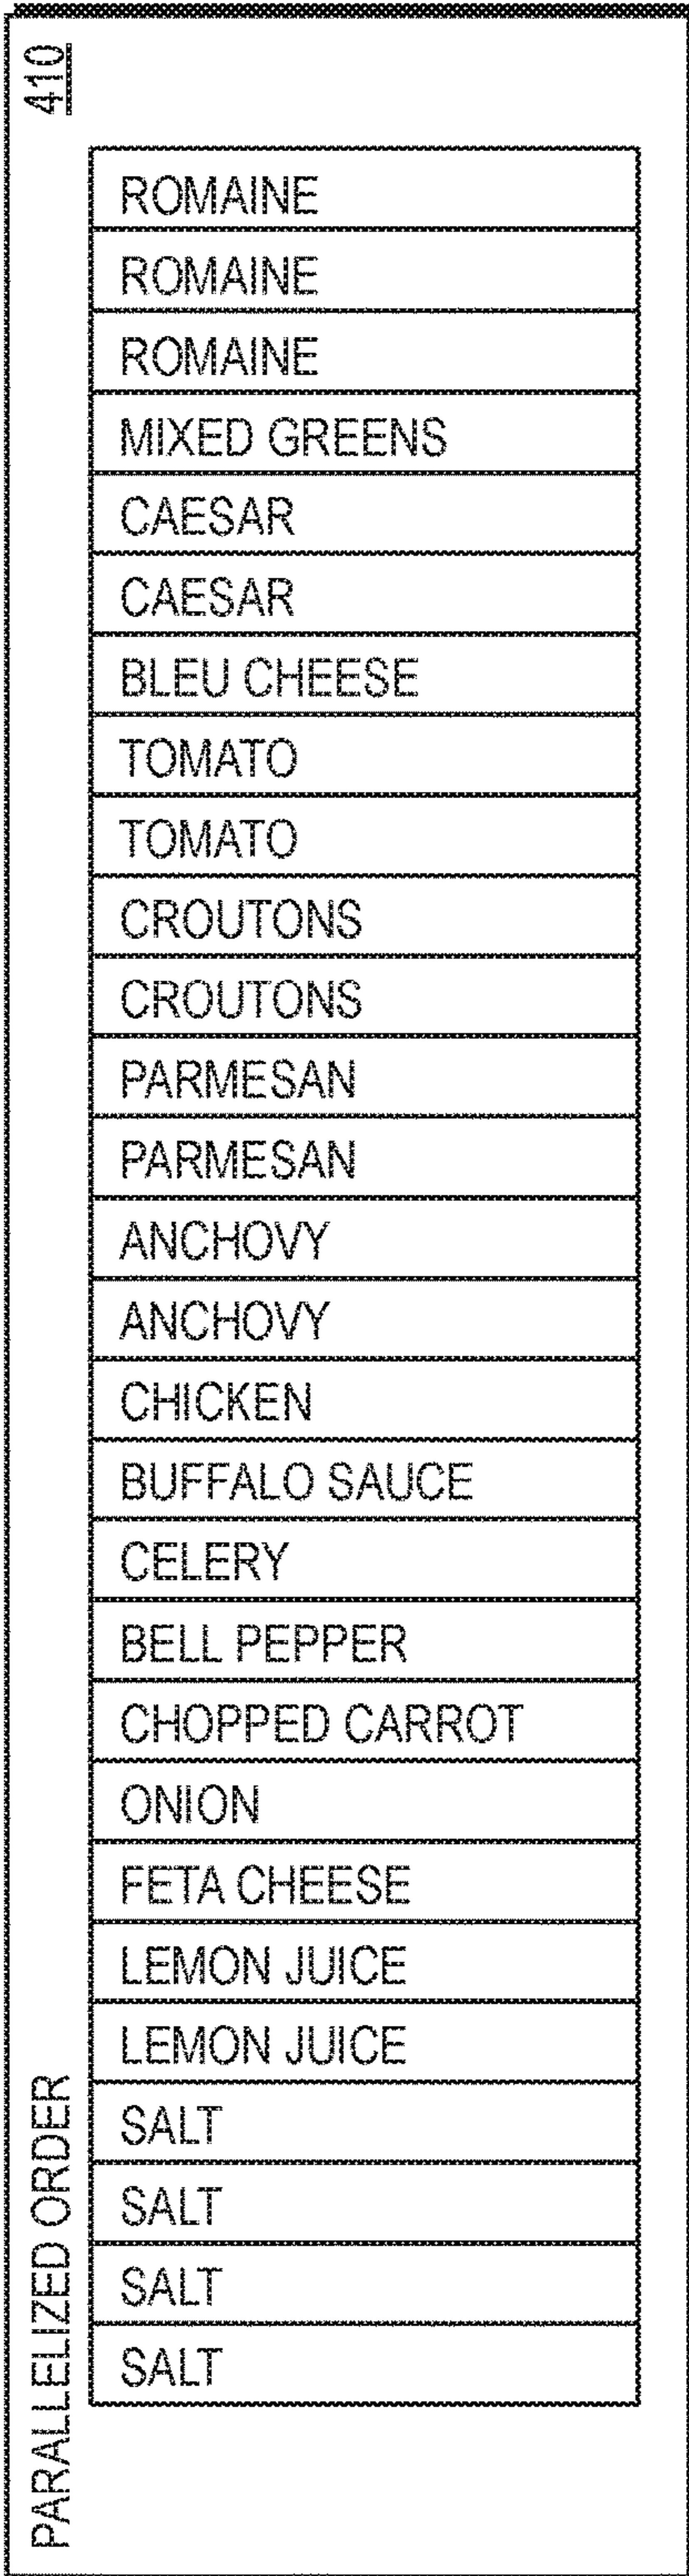 PARALLELIZED ORDER
410
ROMAINE
ROMAINE
ROMAINE
MIXED GREENS
CAESAR
CAESAR
BLEU CHEESE
TOMATO
TOMATO
CROUTONS
CROUTONS
PARMESAN
PARMESAN
ANCHOVY
ANCHOVY
CHICKEN
BUFFALO SAUCE
CELERY
BELL PEPPER
CHOPPED CARROT
ONION
FETA CHEESE
LEMON JUICE
LEMON JUICE
SALT
SALT
SALT
SALT